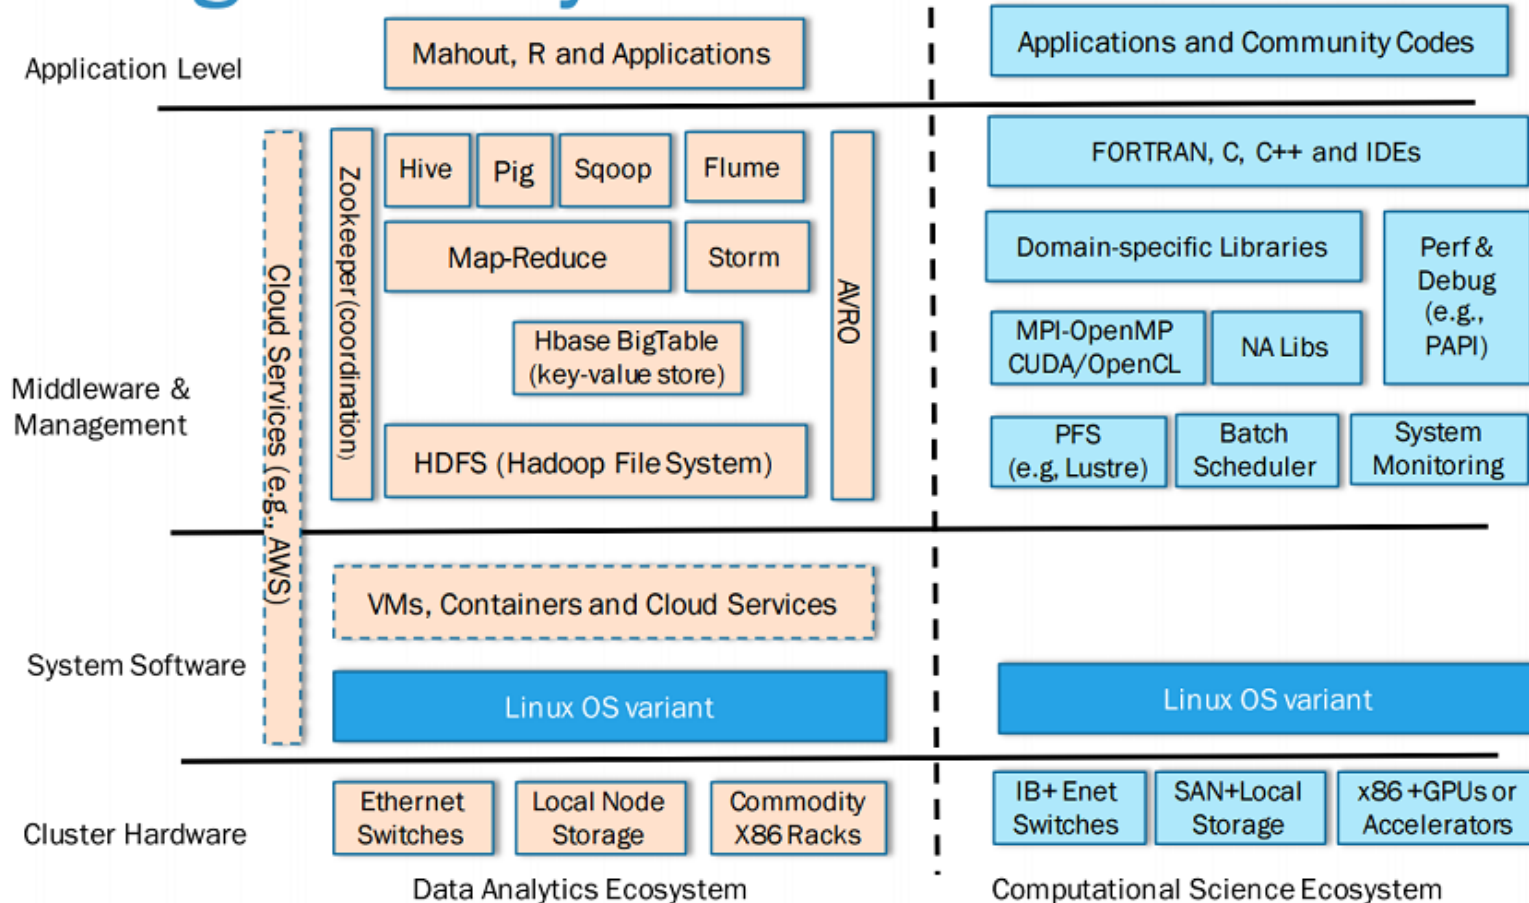 Application Level
Mahout, R and Applications
Applications and Community Codes
Middleware &
Management
Cloud Services (e.g., AWS)
Zookeeper (coordination)
Hive
Pig
Sqoop
Flume
Map-Reduce
Storm
Hbase BigTable
(key-value store)
HDFS (Hadoop File System)
AVRO
FORTRAN, C, C++ and IDEs
Domain-specific Libraries
Perf &
Debug
(e.g.,
PAPI)
MPI-OpenMP
CUDA/OpenCL
NA Libs
PFS
(e.g, Lustre)
Batch
Scheduler
System
Monitoring
System Software
VMs, Containers and Cloud Services
Linux OS variant
Linux OS variant
Cluster Hardware
Ethernet
Switches
Local Node
Storage
Commodity
X86 Racks
IB+ Enet
Switches
SAN+Local
Storage
x86 +GPUs or
Accelerators
Data Analytics Ecosystem
Computational Science Ecosystem